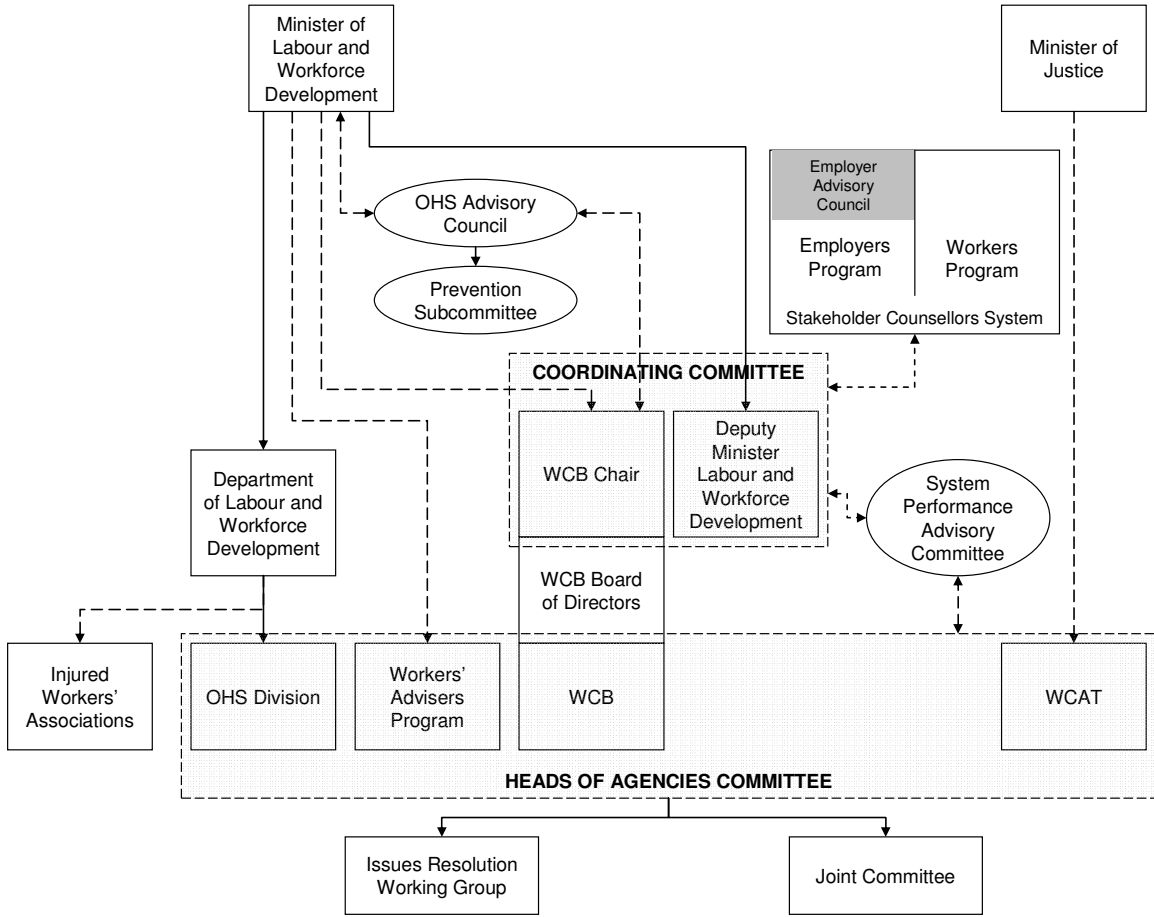 Minister of
Labour and
Workforce
Development
Minister of
Justice
Employer
Advisory
Council
Employers
Program
Workers
Program
Stakeholder Counsellors System
OHS Advisory
Council
Prevention
Subcommittee
COORDINATING COMMITTEE
WCB Chair
Deputy
Minister
Labour and
Workforce
Development
Department
of Labour and
Workforce
Development
System
Performance
Advisory
Committee
WCB Board
of Directors
Injured
Workers'
Associations
OHS Division
Workers'
Advisers
Program
WCB
WCAT
HEADS OF AGENCIES COMMITTEE
Issues Resolution
Working Group
Joint Committee